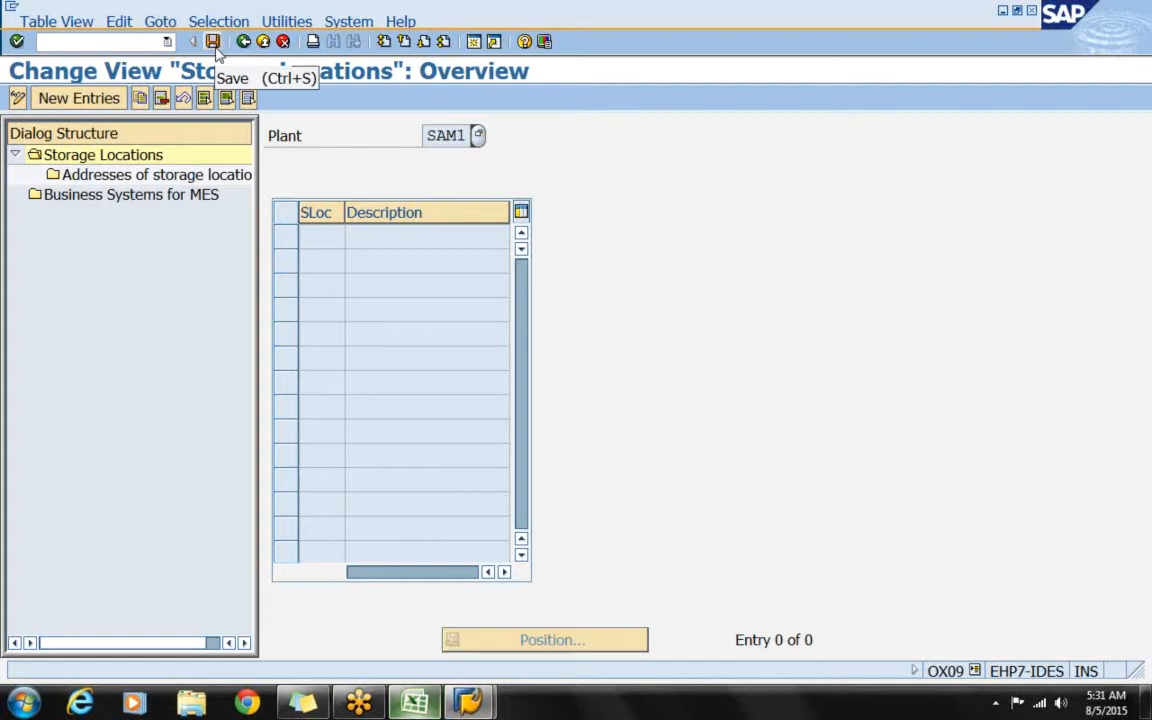 Table View Edit Goto Selection Utilities System Help
SAP
Change View "Sto
ations": Overview
Save (Ctrl+S)
New Entries
Dialog Structure
Storage Locations
Addresses of storage locatio
Business Systems for MES
Plant SAM1
SLoc Description
Position...
Entry 0 of 0
OX09 EHP7-IDES INS
5:31 AM
8/5/2015